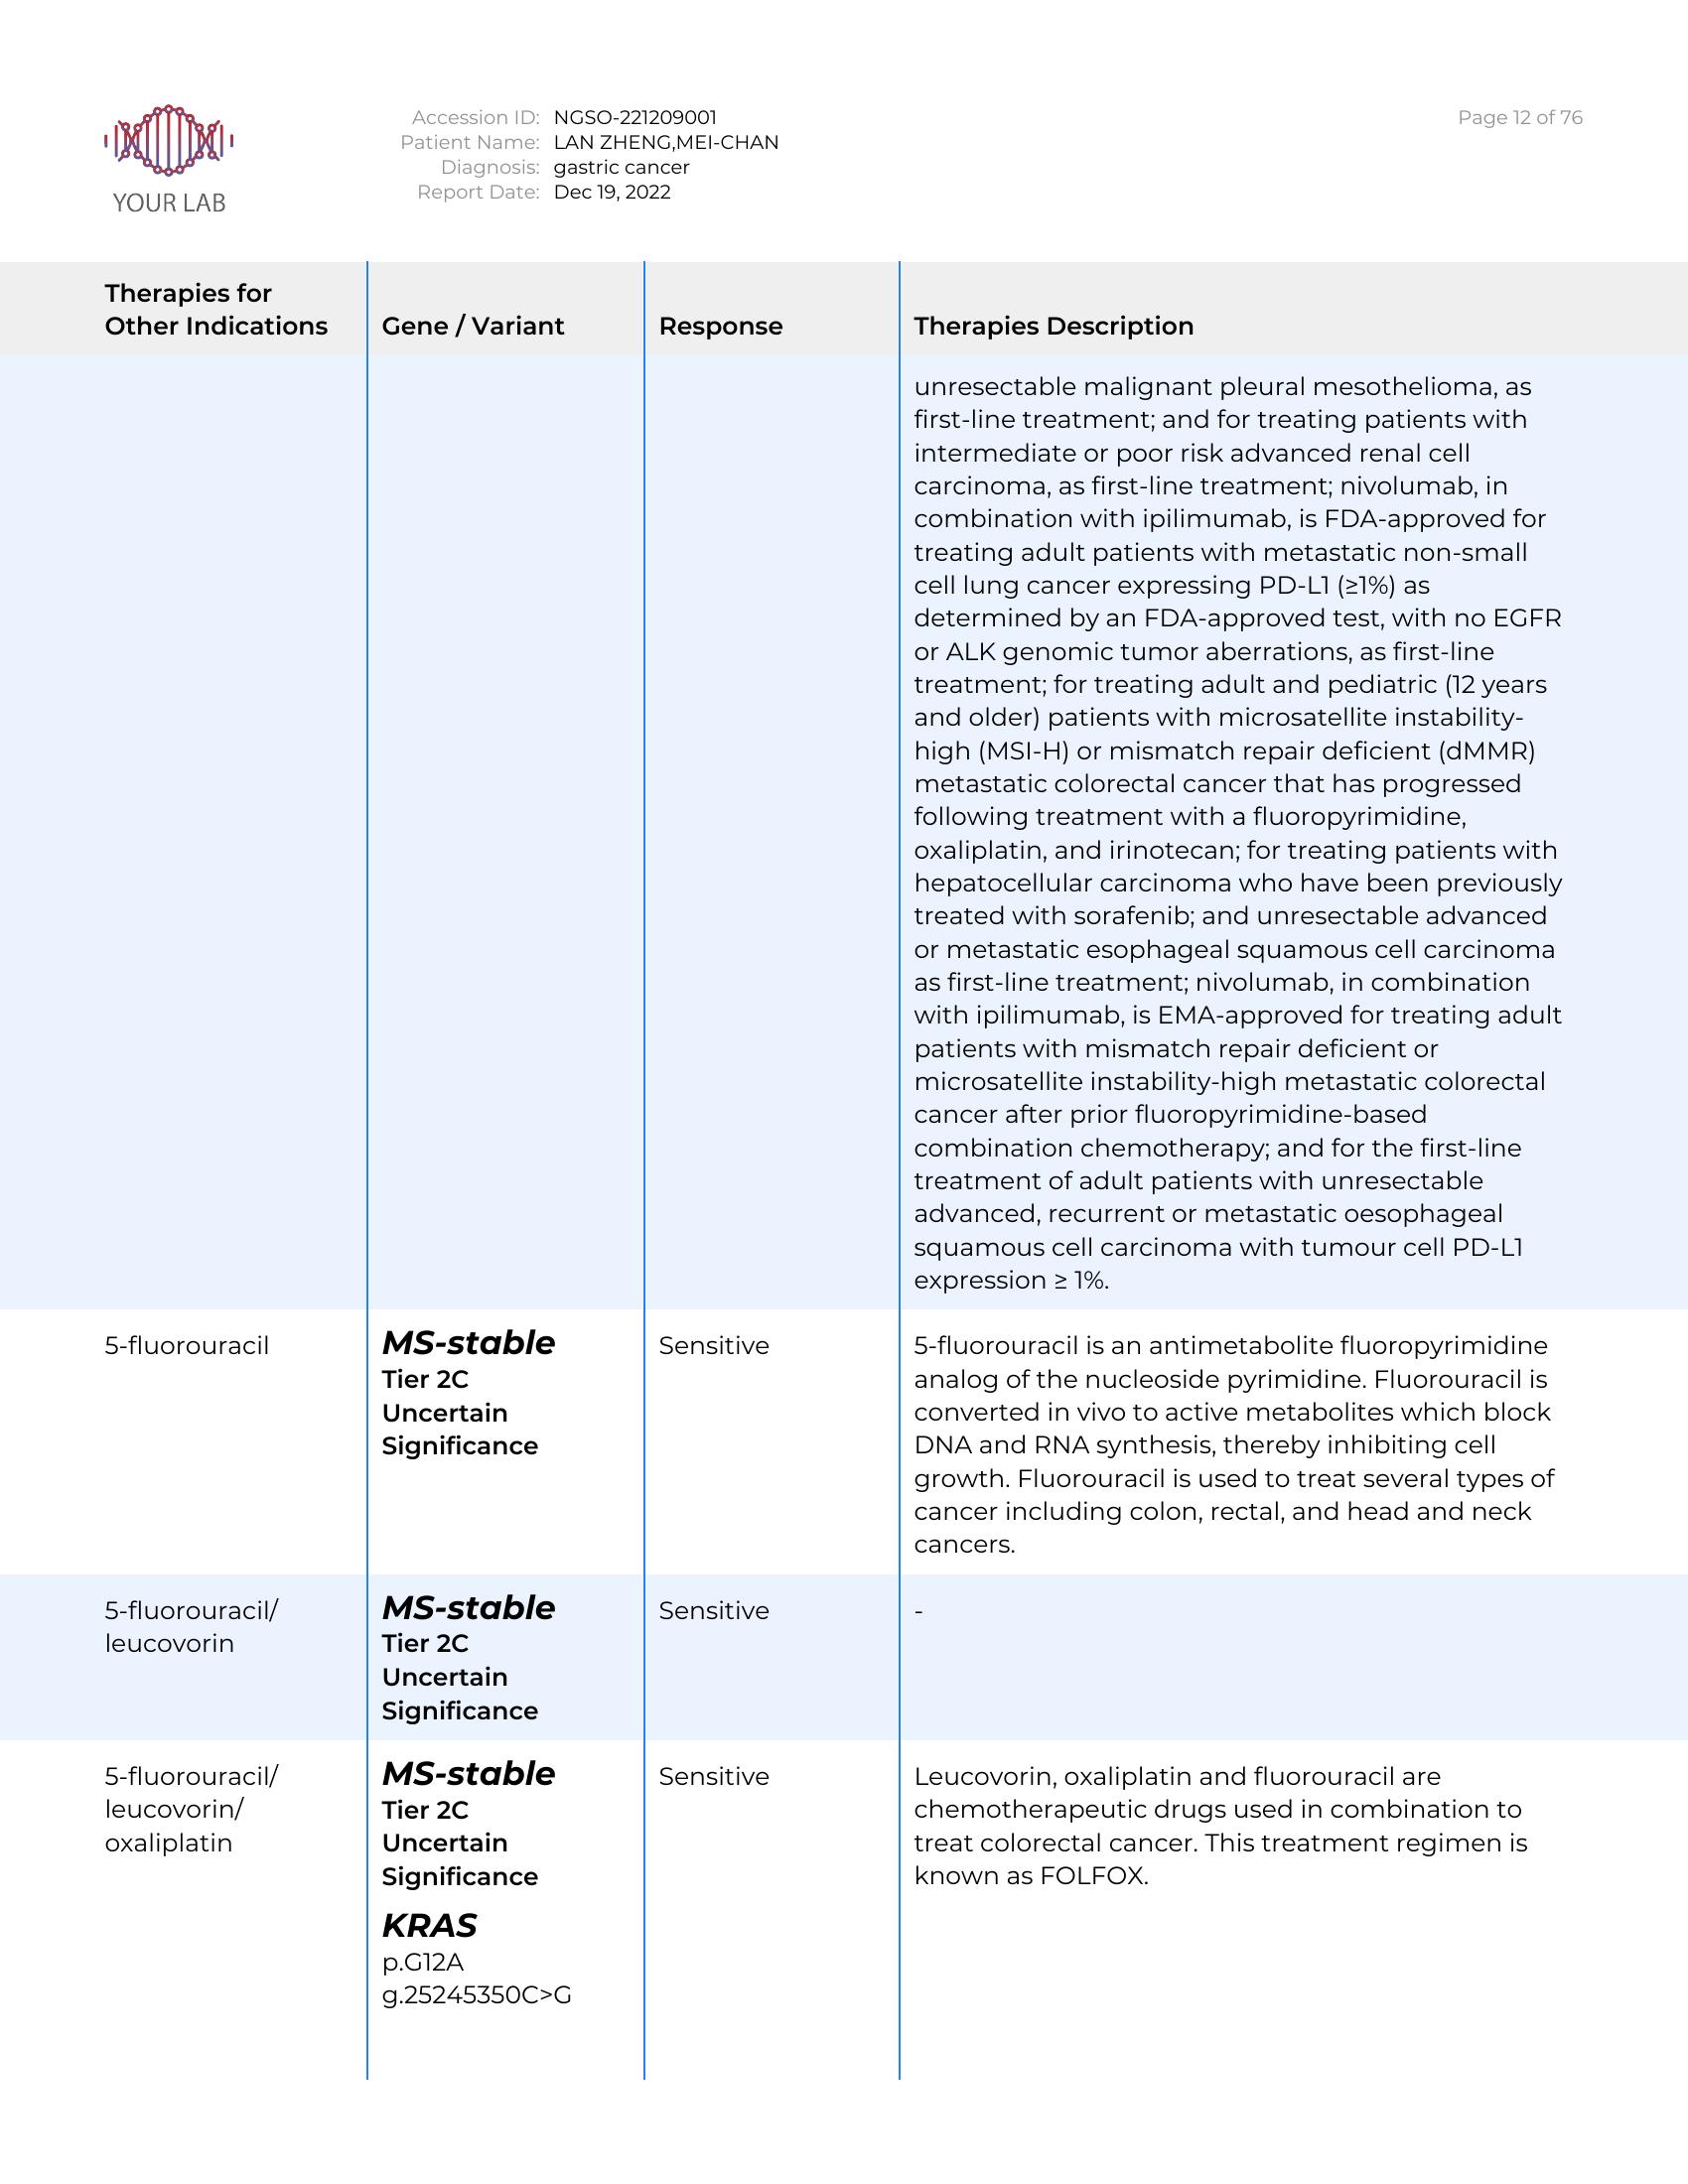 YOUR LAB
Accession ID: NGSO-221209001
Patient Name: LAN ZHENG,MEI-CHAN
Diagnosis: gastric cancer
Report Date: Dec 19, 2022
Page 12 of 76
Therapies for
Other Indications
Gene / Variant
Response
Therapies Description
unresectable malignant pleural mesothelioma, as
first-line treatment; and for treating patients with
intermediate or poor risk advanced renal cell
carcinoma, as first-line treatment; nivolumab, in
combination with ipilimumab, is FDA-approved for
treating adult patients with metastatic non-small
cell lung cancer expressing PD-L1 (≥1%) as
determined by an FDA-approved test, with no EGFR
or ALK genomic tumor aberrations, as first-line
treatment; for treating adult and pediatric (12 years
and older) patients with microsatellite instability-
high (MSI-H) or mismatch repair deficient (dMMR)
metastatic colorectal cancer that has progressed
following treatment with a fluoropyrimidine,
oxaliplatin, and irinotecan; for treating patients with
hepatocellular carcinoma who have been previously
treated with sorafenib; and unresectable advanced
or metastatic esophageal squamous cell carcinoma
as first-line treatment; nivolumab, in combination
with ipilimumab, is EMA-approved for treating adult
patients with mismatch repair deficient or
microsatellite instability-high metastatic colorectal
cancer after prior fluoropyrimidine-based
combination chemotherapy; and for the first-line
treatment of adult patients with unresectable
advanced, recurrent or metastatic oesophageal
squamous cell carcinoma with tumour cell PD-L1
expression ≥ 1%.
5-fluorouracil
MS-stable
Tier 2C
Uncertain
Significance
Sensitive
5-fluorouracil is an antimetabolite fluoropyrimidine
analog of the nucleoside pyrimidine. Fluorouracil is
converted in vivo to active metabolites which block
DNA and RNA synthesis, thereby inhibiting cell
growth. Fluorouracil is used to treat several types of
cancer including colon, rectal, and head and neck
cancers.
5-fluorouracil/
leucovorin
MS-stable
Tier 2C
Uncertain
Significance
Sensitive
-
5-fluorouracil/
leucovorin/
oxaliplatin
MS-stable
Tier 2C
Uncertain
Significance
KRAS
p.G12A
g.25245350C>G
Sensitive
Leucovorin, oxaliplatin and fluorouracil are
chemotherapeutic drugs used in combination to
treat colorectal cancer. This treatment regimen is
known as FOLFOX.